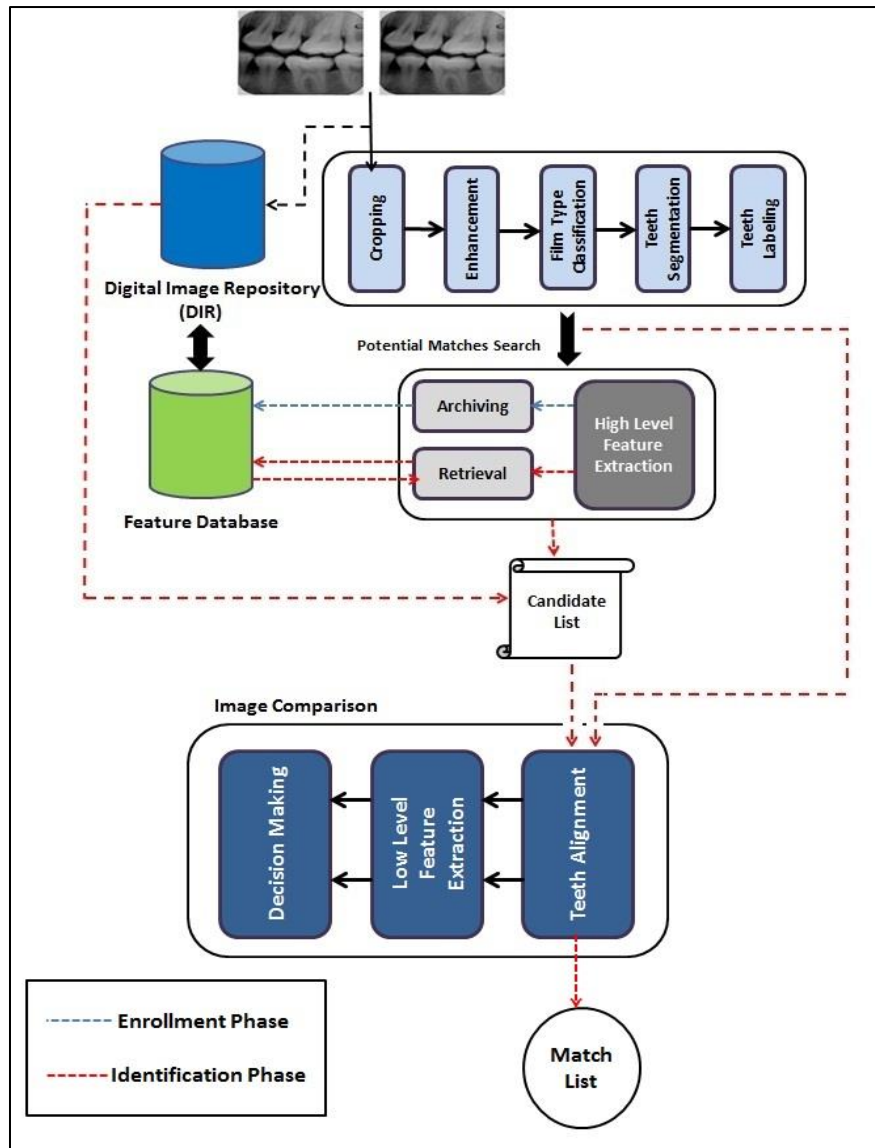 Cropping
Enhancement
Film Type
Classification
Teeth
Segmentation
Teeth
Labeling
Digital Image Repository
(DIR)
Potential Matches Search
Archiving
Retrieval
High Level
Feature
Extraction
Feature Database
Candidate
List
Image Comparison
Decision Making
Low Level
Feature
Extraction
Teeth Alignment
Enrollment Phase
Identification Phase
Match
List